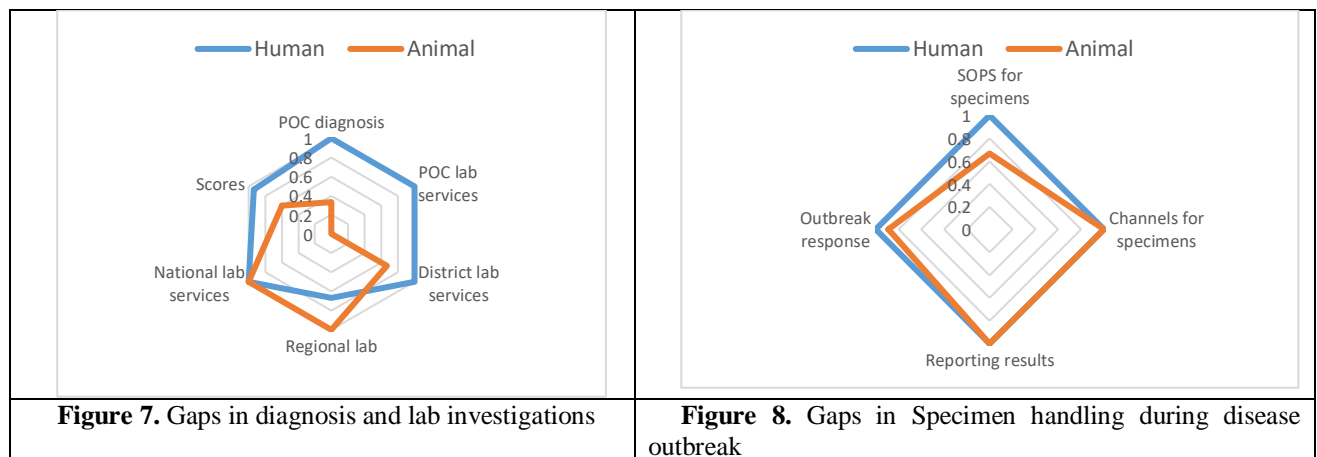 Human Animal
POC diagnosis
1
0.8
0.6
0.4
0.2
0
POC lab
services
District lab
services
Regional lab
National lab
services
Scores
Figure 7. Gaps in diagnosis and lab investigations
Human Animal
SOPS for
specimens
1
0.8
0.6
0.4
0.2
0
Channels for
specimens
Reporting results
Outbreak
response
Figure 8. Gaps in Specimen handling during disease
outbreak